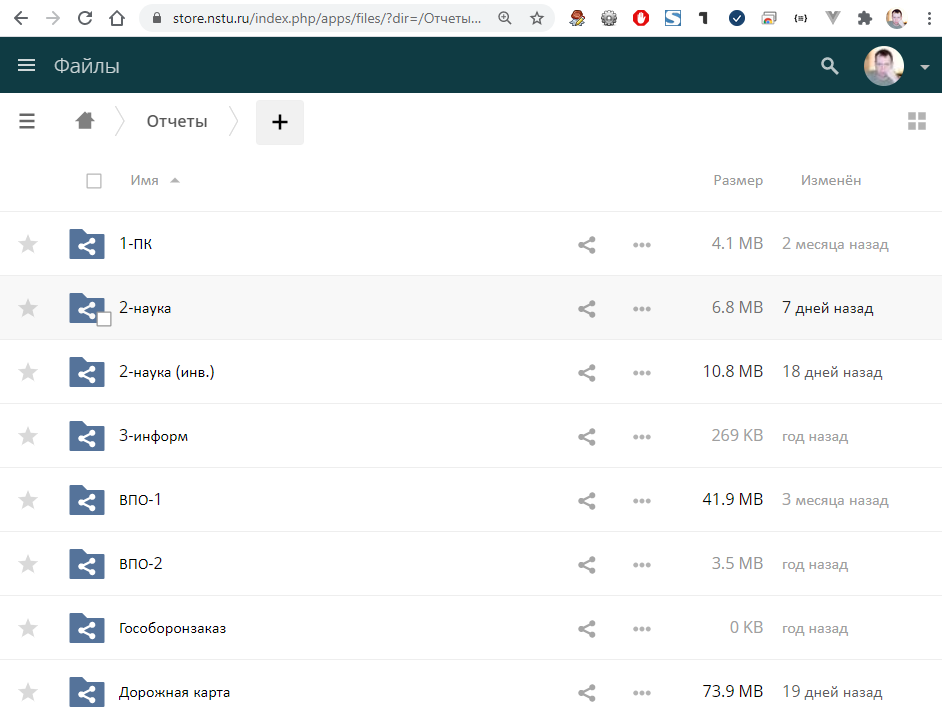 store.nstu.ru/index.php/apps/files/?dir=/Отчеты...
Файлы
Отчеты
+
Имя Размер Изменён
1-ПК 4.1 MB 2 месяца назад
2-наука 6.8 MB 7 дней назад
2-наука (инв.) 10.8 MB 18 дней назад
3-информ 269 KB год назад
ВПО-1 41.9 MB 3 месяца назад
ВПО-2 3.5 MB год назад
Гособоронзаказ 0 KB год назад
Дорожная карта 73.9 MB 19 дней назад